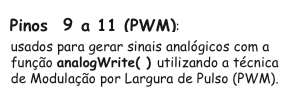 Pinos 9 a 11 (PWM):
usados para gerar sinais analógicos com a
função analogWrite( ) utilizando a técnica
de Modulação por Largura de Pulso (PWM).